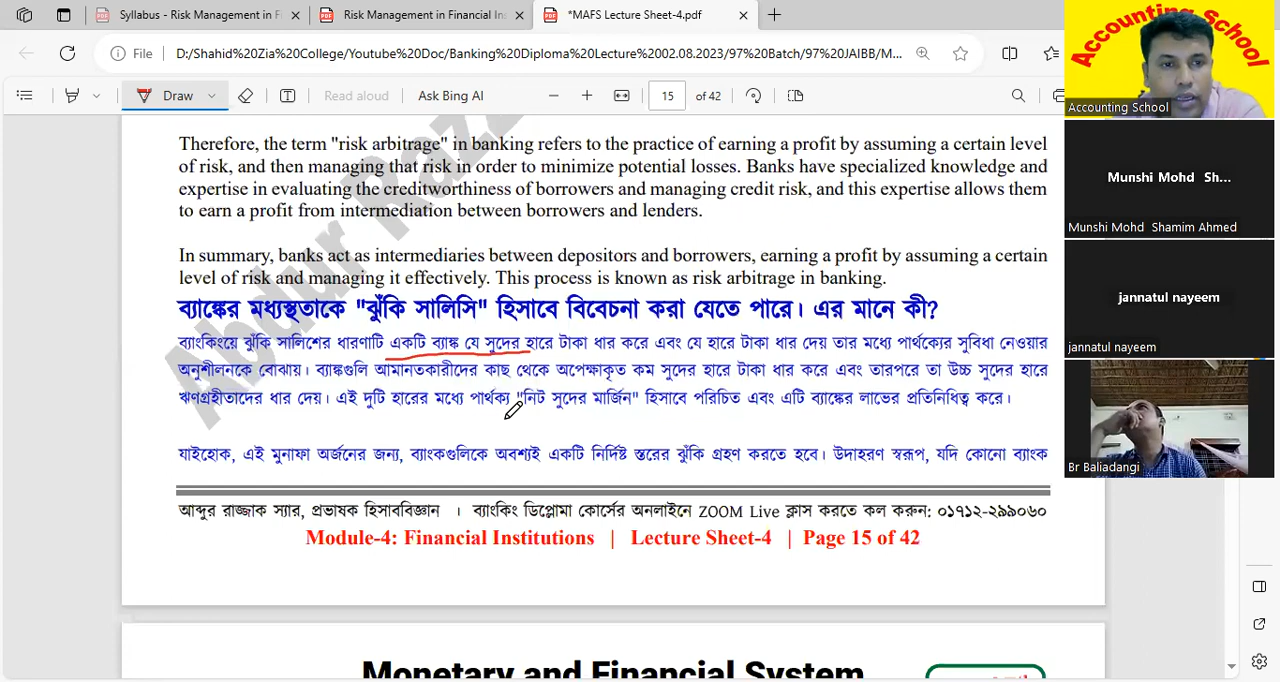 Syllabus - Risk Management in F
Risk Management in Financial Ins
*MAFS Lecture Sheet-4.pdf
File
D:/Shahid%20Zia%20College/Youtube%20Doc/Banking%20Diploma%20Lecture%2002.08.2023/97%20Batch/97%20JAIBB/M...
Draw
Read aloud
Ask Bing AI
15 of 42
Therefore, the term "risk arbitrage" in banking refers to the practice of earning a profit by assuming a certain level
of risk, and then managing that risk in order to minimize potential losses. Banks have specialized knowledge and
expertise in evaluating the creditworthiness of borrowers and managing credit risk, and this expertise allows them
to earn a profit from intermediation between borrowers and lenders.
In summary, banks act as intermediaries between depositors and borrowers, earning a profit by assuming a certain
level of risk and managing it effectively. This process is known as risk arbitrage in banking.
ব্যাংকের মধ্যস্থতাকে "ঝুঁকি সালিসি" হিসাবে বিবেচনা করা যেতে পারে। এর মানে কী?
ব্যাংকিংয়ে ঝুঁকি সালিশের ধারণাটি একটি ব্যাঙ্ক যে সুদের হারে টাকা ধার করে এবং যে হারে টাকা ধার দেয় তার মধ্যে পার্থক্যের সুবিধা নেওয়ার
অনুশীলনকে বোঝায়। ব্যাংকগুলি আমানতকারীদের কাছ থেকে অপেক্ষাকৃত কম সুদের হারে টাকা ধার করে এবং তারপরে তা উচ্চ সুদের হারে
ঋণগ্রহীতাদের ধার দেয়। এই দুটি হারের মধ্যে পার্থক্য "নিট সুদের মার্জিন" হিসাবে পরিচিত এবং এটি ব্যাংকের লাভের প্রতিনিধিত্ব করে।
যাইহোক, এই মুনাফা অর্জনের জন্য, ব্যাংকগুলিকে অবশ্যই একটি নির্দিষ্ট স্তরের ঝুঁকি গ্রহণ করতে হবে। উদাহরণ স্বরূপ, যদি কোনো ব্যাংক
আব্দুর রাজ্জাক স্যার, প্রভাষক হিসাববিজ্ঞান । ব্যাংকিং ডিপ্লোমা কোর্সের অনলাইনে ZOOM Live ক্লাস করতে কল করুন: ০১৭১২-২৯৯০৬০
Module-4: Financial Institutions | Lecture Sheet-4 | Page 15 of 42
Monetary and Financial System
Abdur Razz
Accounting School
Accounting School
Munshi Mohd Sh...
Munshi Mohd Shamim Ahmed
jannatul nayeem
jannatul nayeem
Br Baliadangi